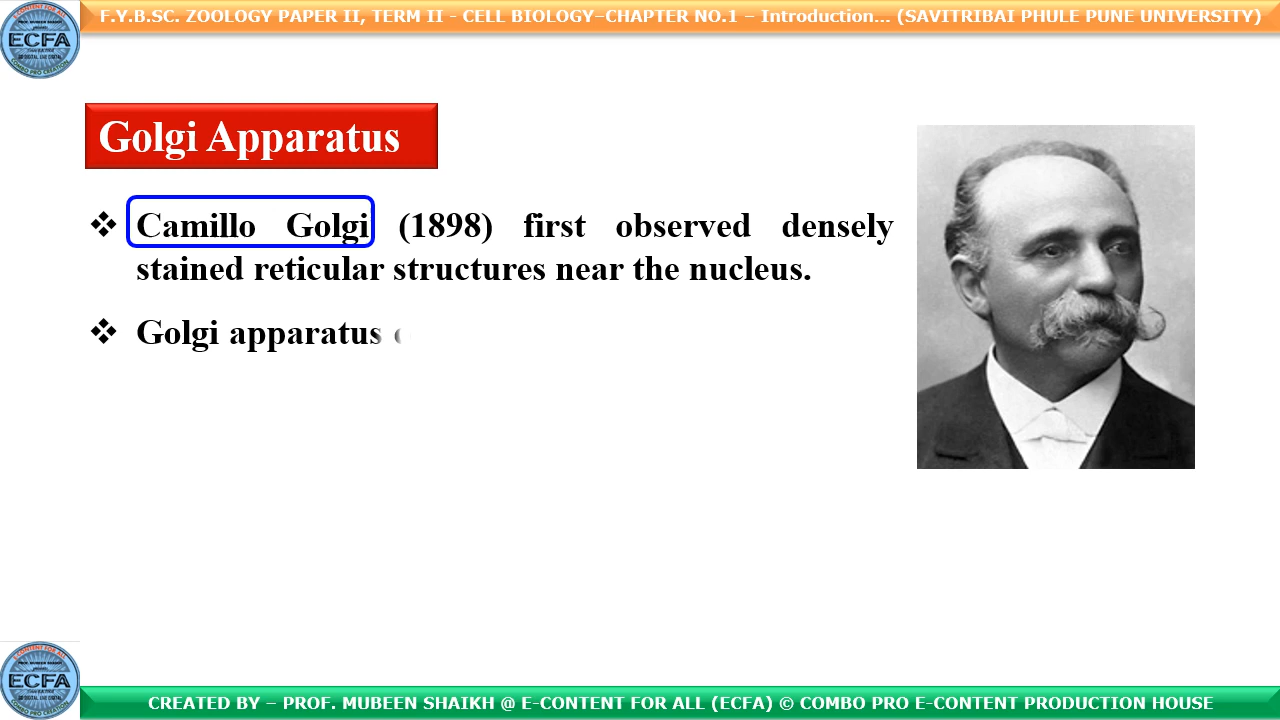 F.Y.B.SC. ZOOLOGY PAPER II, TERM II - CELL BIOLOGY–CHAPTER NO.1 – Introduction... (SAVITRIBAI PHULE PUNE UNIVERSITY)
ECFA
Golgi Apparatus
❖ Camillo Golgi (1898) first observed densely
stained reticular structures near the nucleus.
❖ Golgi apparatus
ECFA
CREATED BY – PROF. MUBEEN SHAIKH @ E-CONTENT FOR ALL (ECFA) © COMBO PRO E-CONTENT PRODUCTION HOUSE